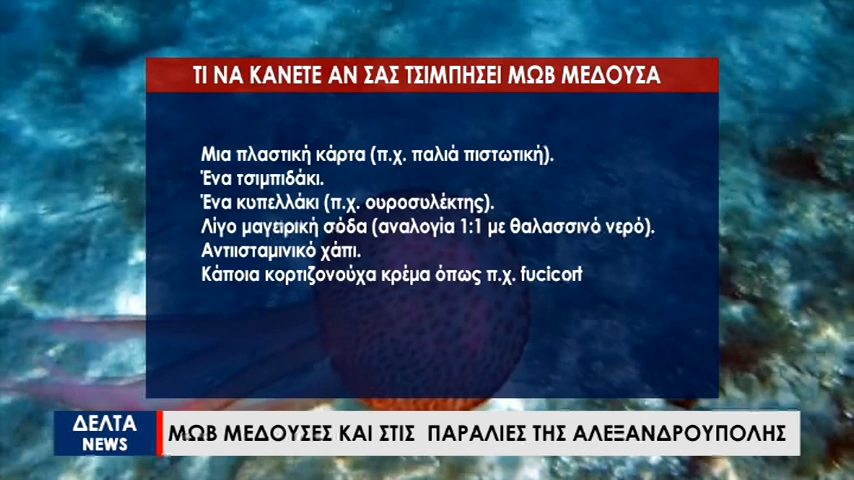 ΤΙ ΝΑ ΚΑΝΕΤΕ ΑΝ ΣΑΣ ΤΣΙΜΠΗΣΕΙ ΜΩΒ ΜΕΔΟΥΣΑ
Μια πλαστική κάρτα (π.χ. παλιά πιστωτική).
Ένα τσιμπιδάκι.
Ένα κυπελλάκι (π.χ. ουροσυλέκτης).
Λίγο μαγειρική σόδα (αναλογία 1:1 με θαλασσινό νερό).
Αντιισταμινικό χάπι.
Κάποια κορτιζονούχα κρέμα όπως π.χ. fucicort
ΔΕΛΤΑ
NEWS
ΜΩΒ ΜΕΔΟΥΣΕΣ ΚΑΙ ΣΤΙΣ ΠΑΡΑΛΙΕΣ ΤΗΣ ΑΛΕΞΑΝΔΡΟΥΠΟΛΗΣ